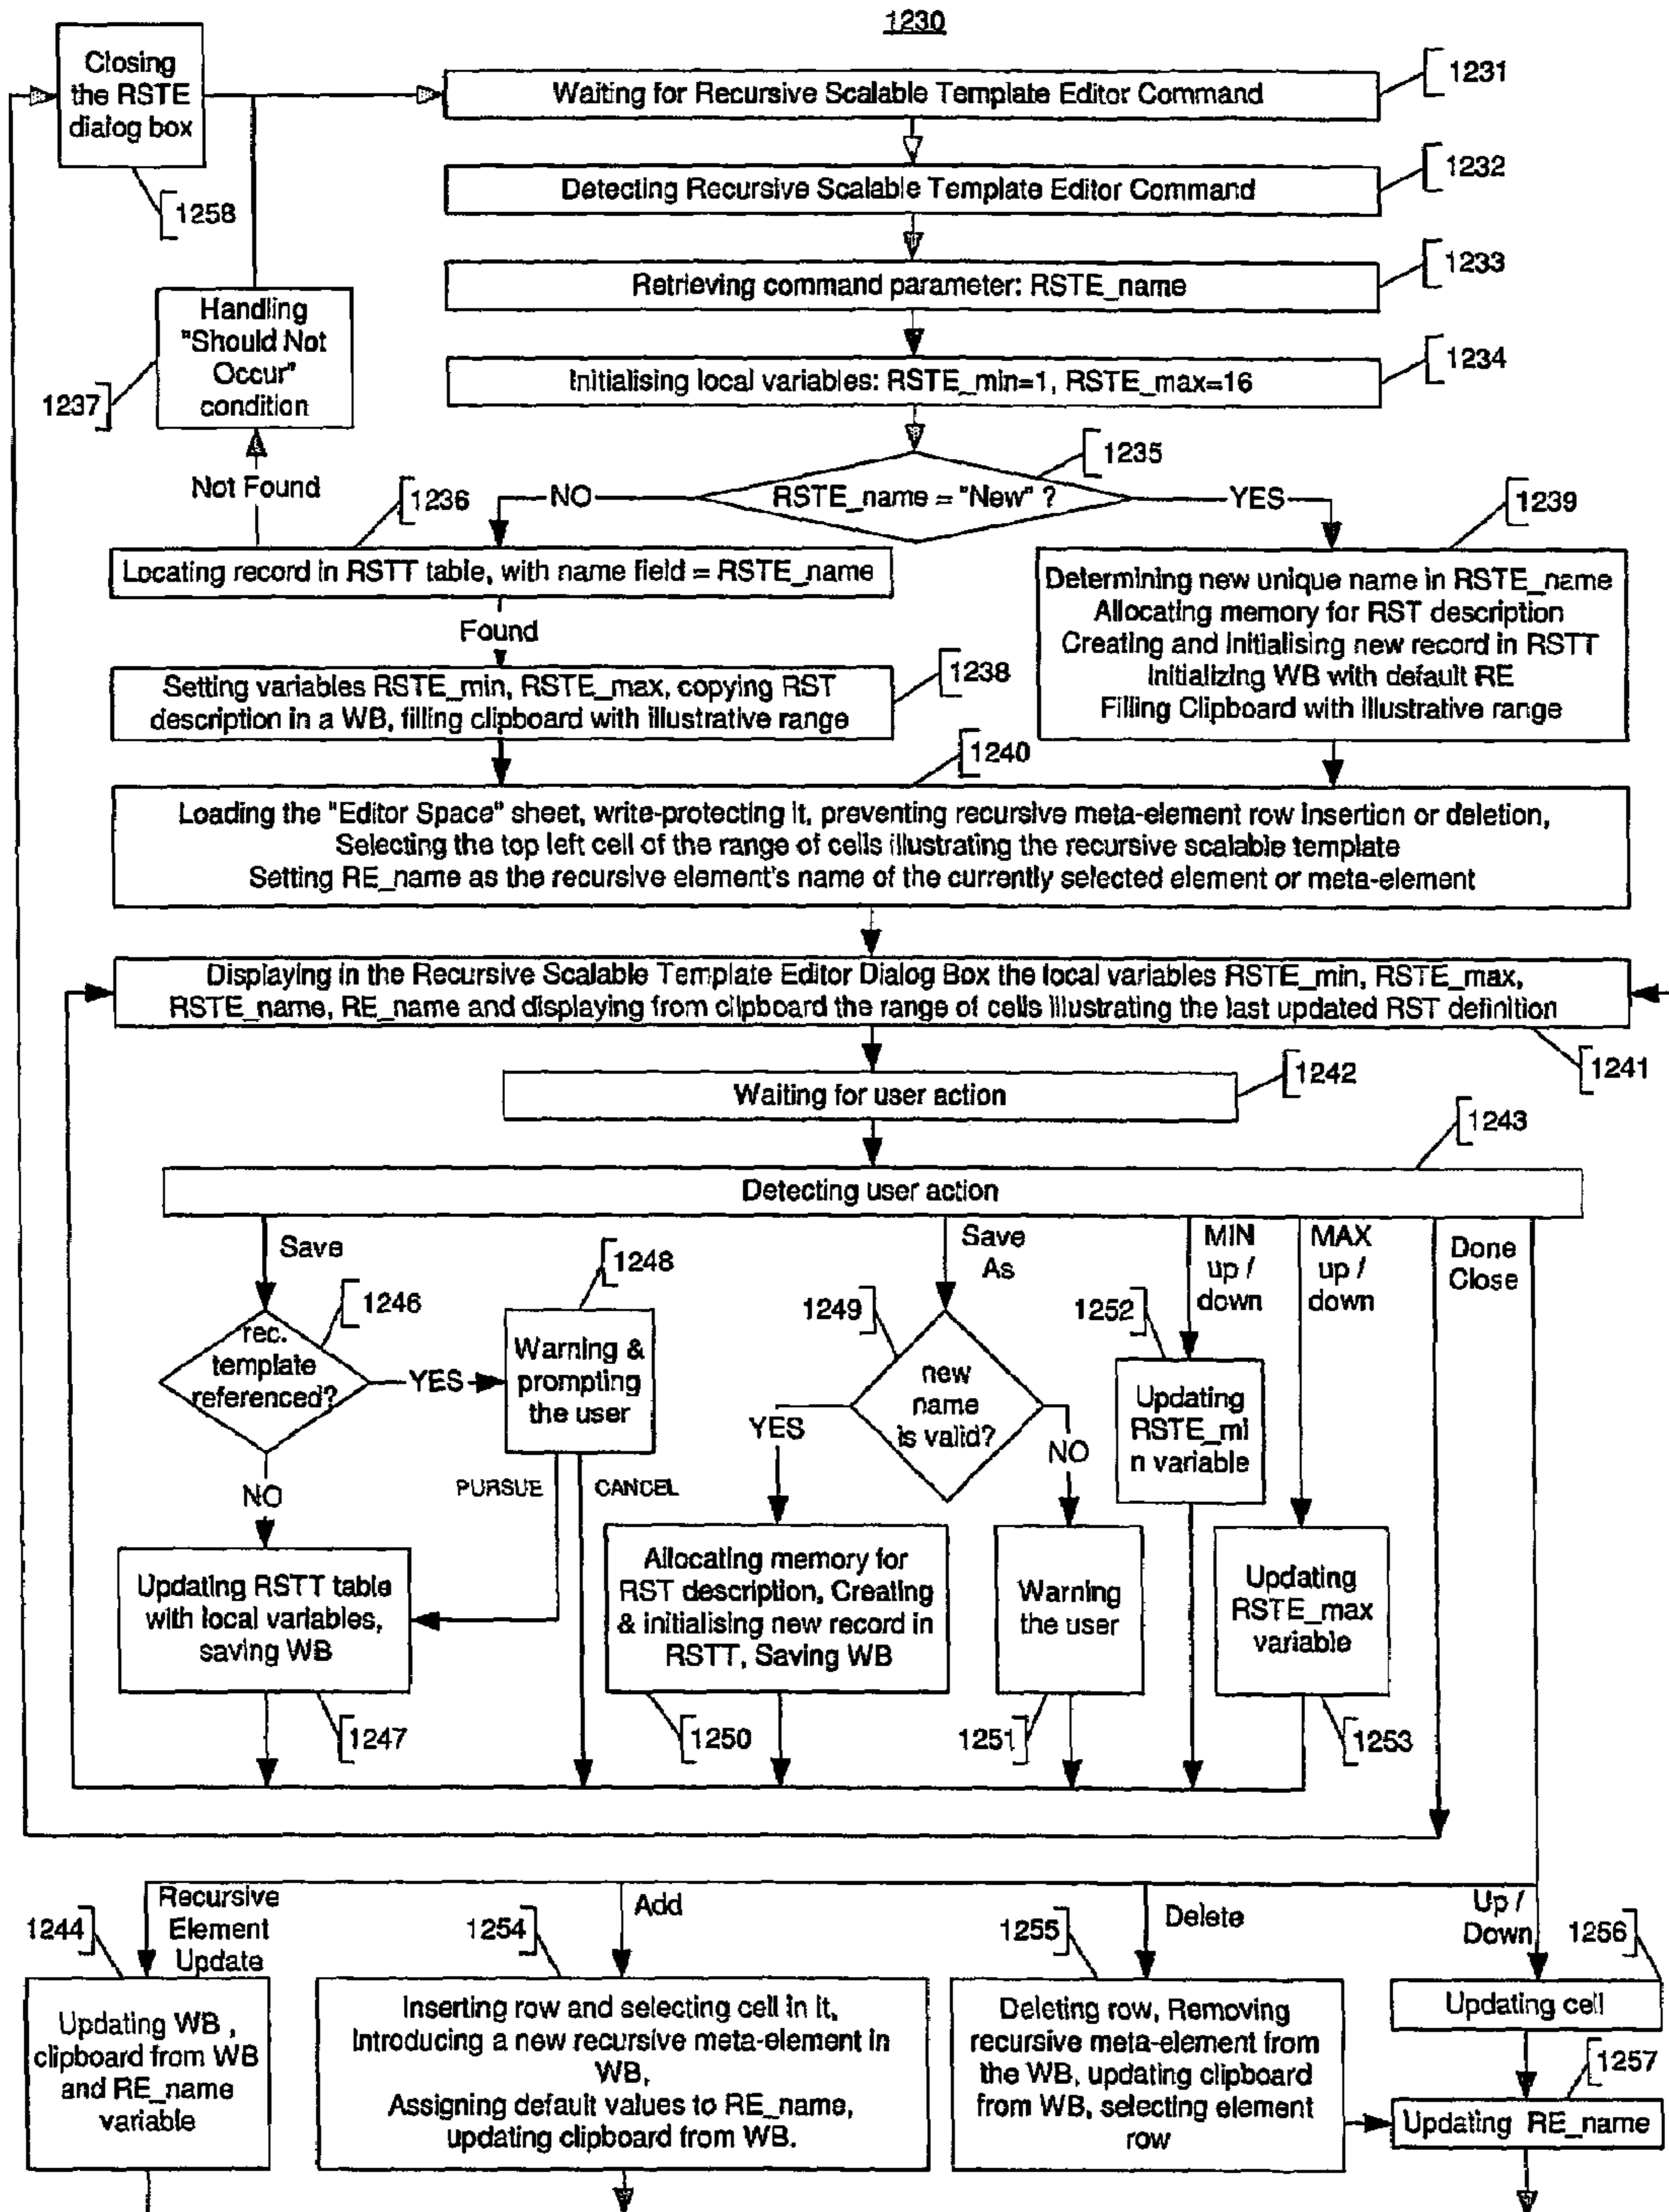 1230
Closing
the RSTE
dialog box
1258
Waiting for Recursive Scalable Template Editor Command
1231
Detecting Recursive Scalable Template Editor Command
1232
Retrieving command parameter: RSTE_name
1233
Initialising local variables: RSTE_min=1, RSTE_max=16
1234
Handling
"Should Not
Occur"
condition
1237
Not Found
1236
NO
RSTE_name = "New" ?
1235
YES
1239
Locating record in RSTT table, with name field = RSTE_name
Found
Setting variables RSTE_min, RSTE_max, copying RST
description in a WB, filling clipboard with illustrative range
1238
Determining new unique name in RSTE_name
Allocating memory for RST description
Creating and Initialising new record in RSTT
Initializing WB with default RE
Filling Clipboard with illustrative range
1240
Loading the "Editor Space" sheet, write-protecting it, preventing recursive meta-element row insertion or deletion,
Selecting the top left cell of the range of cells illustrating the recursive scalable template
Setting RE_name as the recursive element's name of the currently selected element or meta-element
Displaying in the Recursive Scalable Template Editor Dialog Box the local variables RSTE_min, RSTE_max,
RSTE_name, RE_name and displaying from clipboard the range of cells illustrating the last updated RST definition
1241
Waiting for user action
1242
1243
Detecting user action
Save
Save
As
MIN
up /
down
MAX
up /
down
Done
Close
1246
rec.
template
referenced?
YES
1248
Warning &
prompting
the user
NO
PURSUE
CANCEL
1249
new
name
is valid?
YES
NO
1252
Updating
RSTE_mi
n variable
Updating RSTT table
with local variables,
saving WB
1247
Allocating memory for
RST description, Creating
& initialising new record in
RSTT, Saving WB
1250
Warning
the user
1251
Updating
RSTE_max
variable
1253
Recursive
Element
Update
1244
Updating WB ,
clipboard from WB
and RE_name
variable
Add
1254
Inserting row and selecting cell in it,
Introducing a new recursive meta-element in
WB,
Assigning default values to RE_name,
updating clipboard from WB.
Delete
1255
Deleting row, Removing
recursive meta-element from
the WB, updating clipboard
from WB, selecting element
row
Up /
Down
1256
Updating cell
1257
Updating RE_name